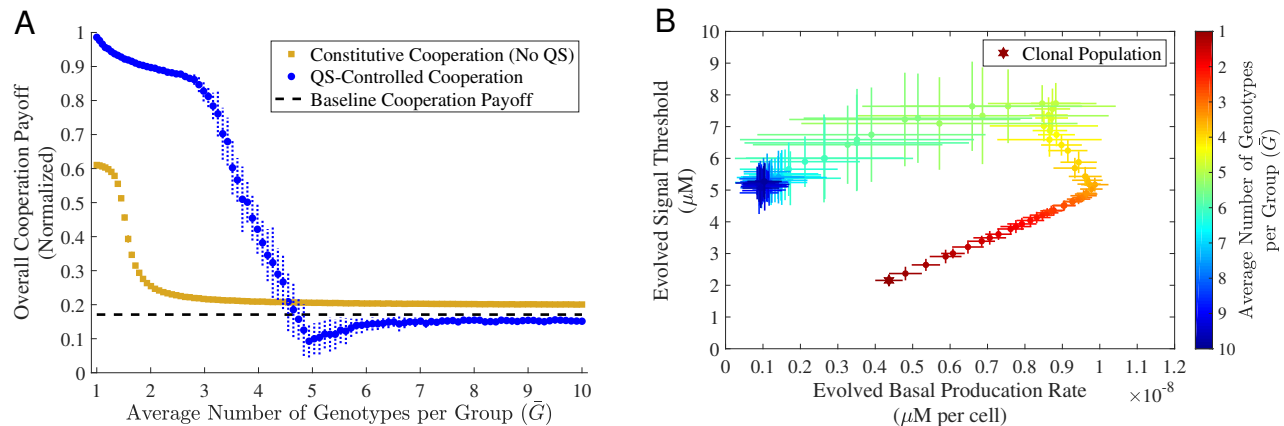 A
Overall Cooperation Payoff
(Normalized)
1
0.9
0.8
0.7
0.6
0.5
0.4
0.3
0.2
0.1
0
Constitutive Cooperation (No QS)
QS-Controlled Cooperation
Baseline Cooperation Payoff
1 2 3 4 5 6 7 8 9 10
Average Number of Genotypes per Group (Ḡ)
B
Evolved Signal Threshold
(μM)
10
9
8
7
6
5
4
3
2
1
0
Clonal Population
0 0.1 0.2 0.3 0.4 0.5 0.6 0.7 0.8 0.9 1 1.1 1.2
×10⁻⁸
Evolved Basal Producation Rate
(μM per cell)
1
2
3
4
5
6
7
8
9
10
Average Number of Genotypes
per Group (Ḡ)